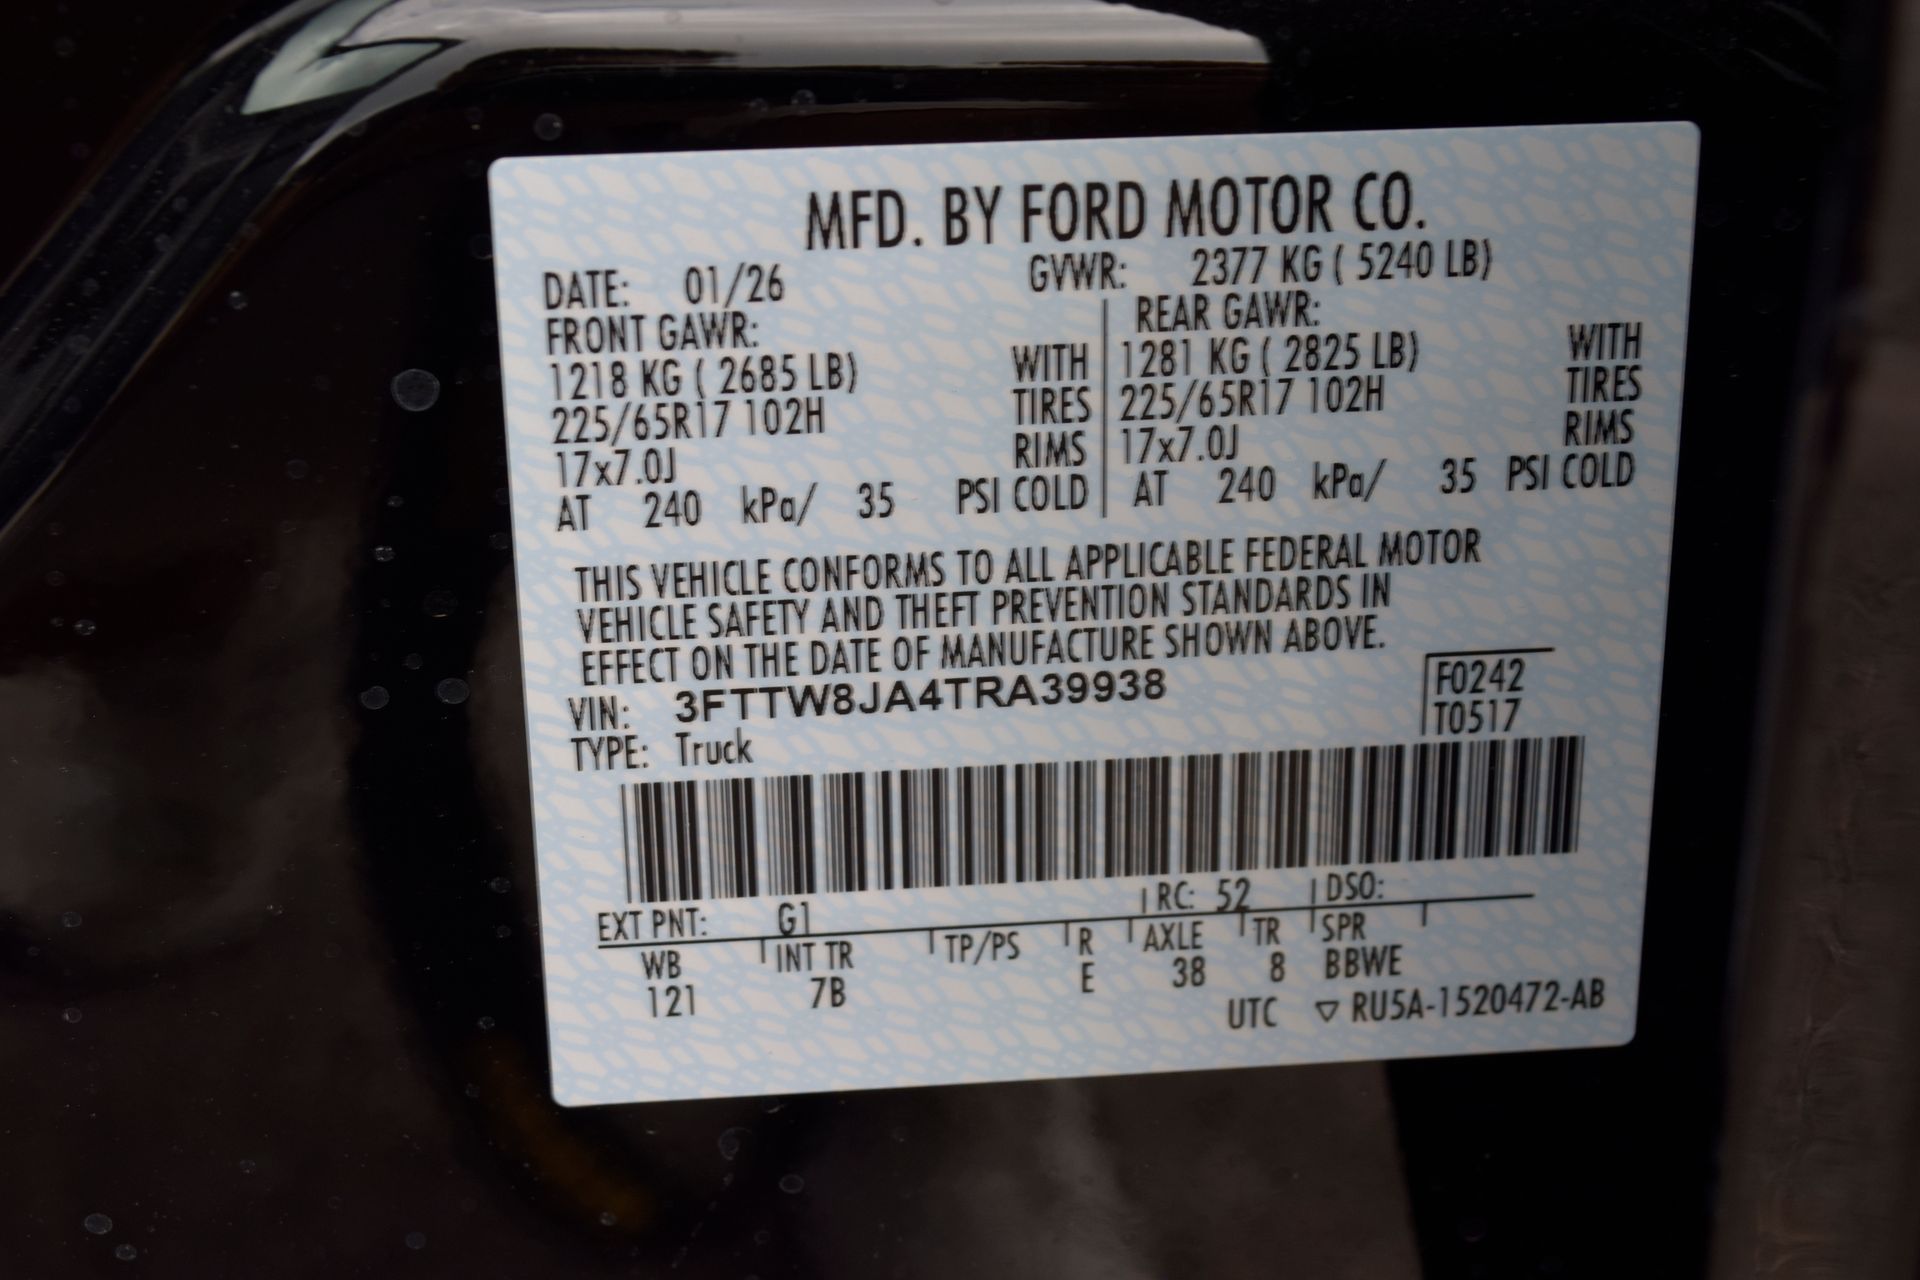 MFD. BY FORD MOTOR CO.
DATE: 01/26 GVWR: 2377 KG ( 5240 LB)
FRONT GAWR: REAR GAWR:
1218 KG ( 2685 LB) WITH 1281 KG ( 2825 LB) WITH
225/65R17 102H TIRES 225/65R17 102H TIRES
17x7.0J RIMS 17x7.0J RIMS
AT 240 kPa/ 35 PSI COLD AT 240 kPa/ 35 PSI COLD
THIS VEHICLE CONFORMS TO ALL APPLICABLE FEDERAL MOTOR
VEHICLE SAFETY AND THEFT PREVENTION STANDARDS IN
EFFECT ON THE DATE OF MANUFACTURE SHOWN ABOVE.
VIN: 3FTTW8JA4TRA39938 F0242
TYPE: Truck T0517
EXT PNT: G1 RC: 52 DSO:
WB INT TR TP/PS R AXLE TR SPR
121 7B E 38 8 BBWE
UTC ▽ RU5A-1520472-AB